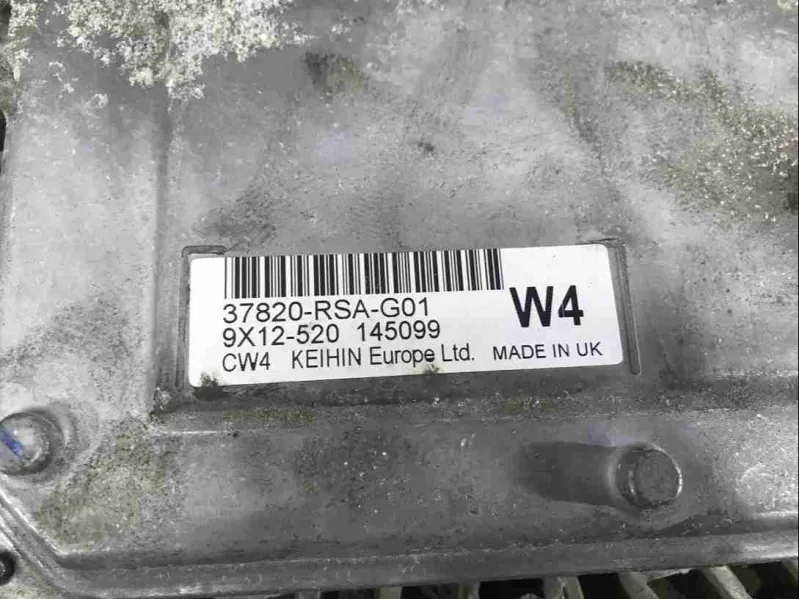 37820-RSA-G01
W4
9X12-520 145099
CW4 KEIHIN Europe Ltd. MADE IN UK